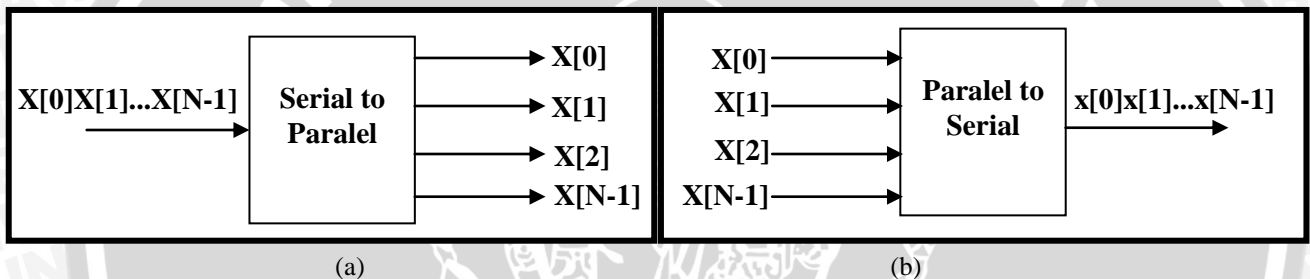 X[0]X[1]...X[N-1]
Serial to
Paralel
X[0]
X[1]
X[2]
X[N-1]
(a)
X[0]
X[1]
X[2]
X[N-1]
Paralel to
Serial
x[0]x[1]...x[N-1]
(b)